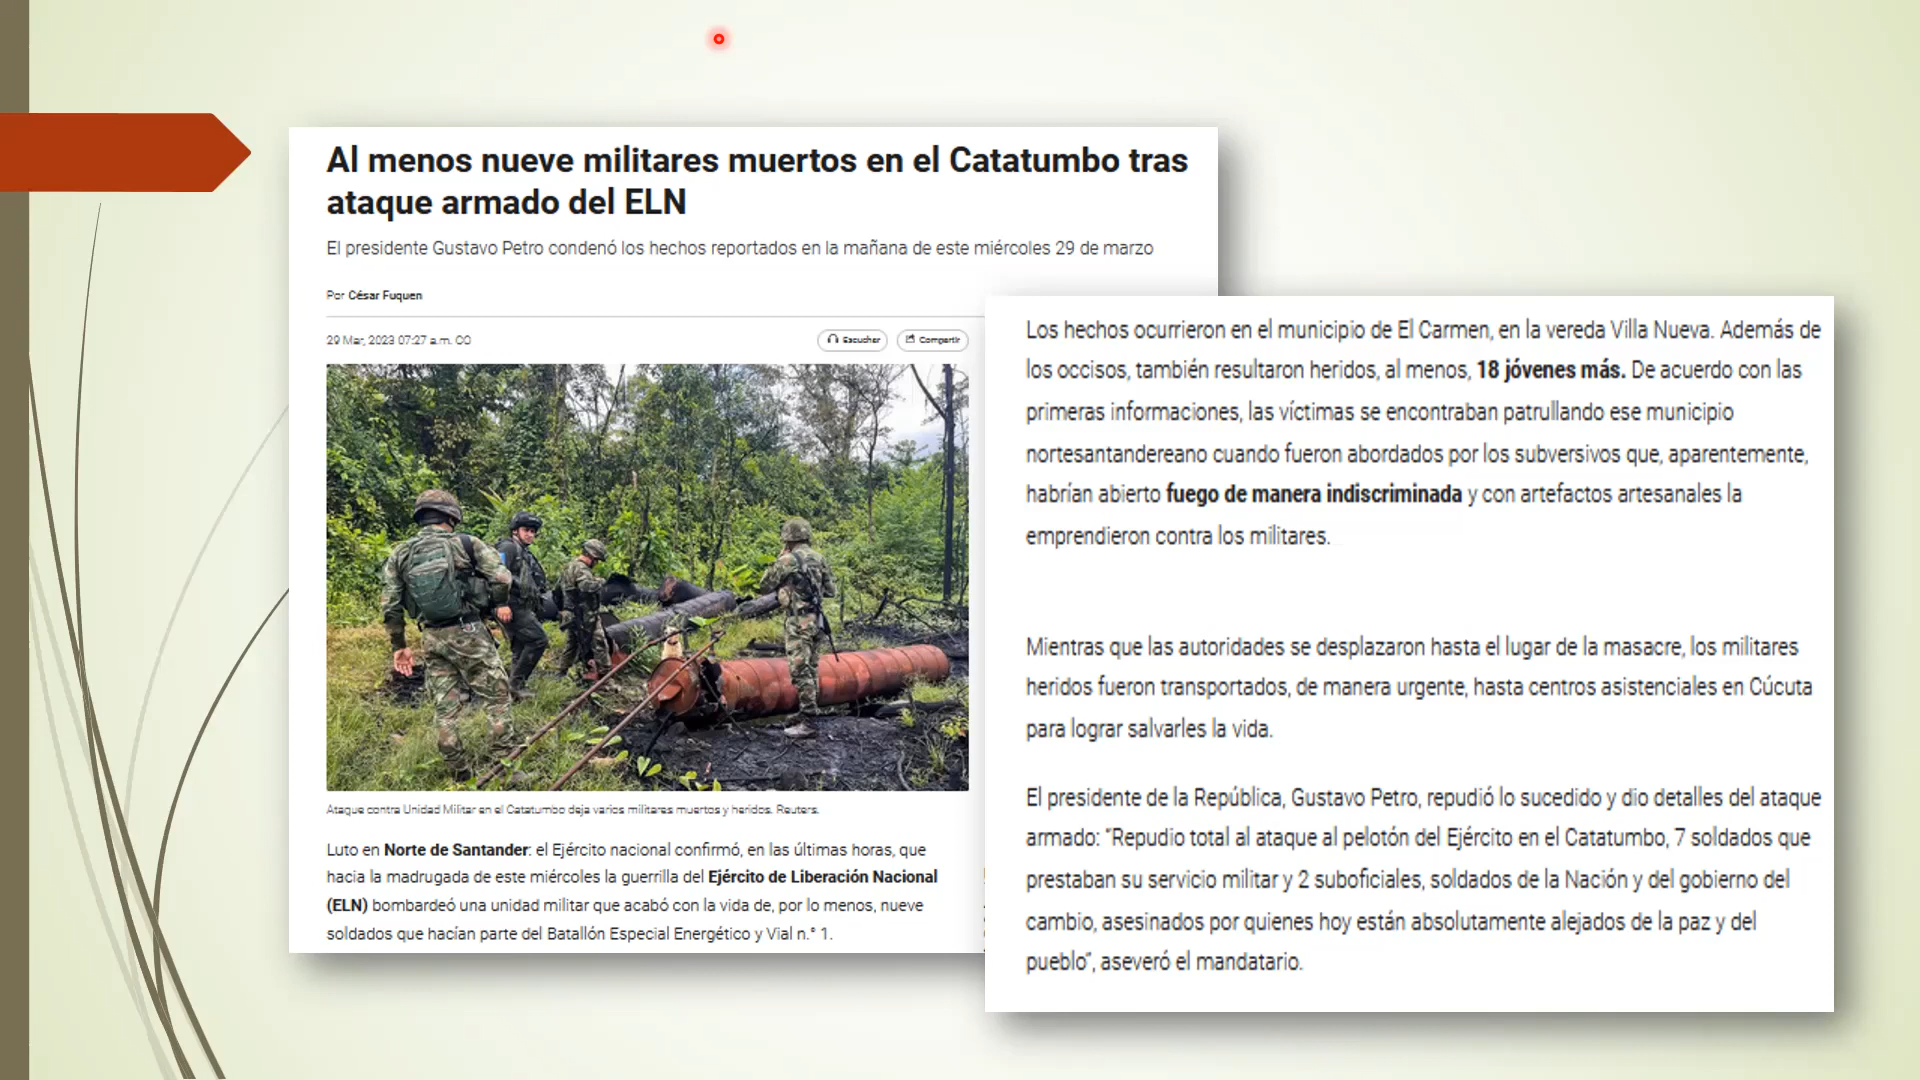 Al menos nueve militares muertos en el Catatumbo tras
ataque armado del ELN
El presidente Gustavo Petro condenó los hechos reportados en la mañana de este miércoles 29 de marzo
Por César Fuquen
29 Mar, 2023 07:27 a.m. CO
Escuchar
Compartir
Ataque contra Unidad Militar en el Catatumbo deja varios militares muertos y heridos. Reuters.
Luto en Norte de Santander: el Ejército nacional confirmó, en las últimas horas, que
hacia la madrugada de este miércoles la guerrilla del Ejército de Liberación Nacional
(ELN) bombardeó una unidad militar que acabó con la vida de, por lo menos, nueve
soldados que hacían parte del Batallón Especial Energético y Vial n.° 1.
Los hechos ocurrieron en el municipio de El Carmen, en la vereda Villa Nueva. Además de
los occisos, también resultaron heridos, al menos, 18 jóvenes más. De acuerdo con las
primeras informaciones, las víctimas se encontraban patrullando ese municipio
nortesantandereano cuando fueron abordados por los subversivos que, aparentemente,
habrían abierto fuego de manera indiscriminada y con artefactos artesanales la
emprendieron contra los militares.
Mientras que las autoridades se desplazaron hasta el lugar de la masacre, los militares
heridos fueron transportados, de manera urgente, hasta centros asistenciales en Cúcuta
para lograr salvarles la vida.
El presidente de la República, Gustavo Petro, repudió lo sucedido y dio detalles del ataque
armado: “Repudio total al ataque al pelotón del Ejército en el Catatumbo, 7 soldados que
prestaban su servicio militar y 2 suboficiales, soldados de la Nación y del gobierno del
cambio, asesinados por quienes hoy están absolutamente alejados de la paz y del
pueblo”, aseveró el mandatario.